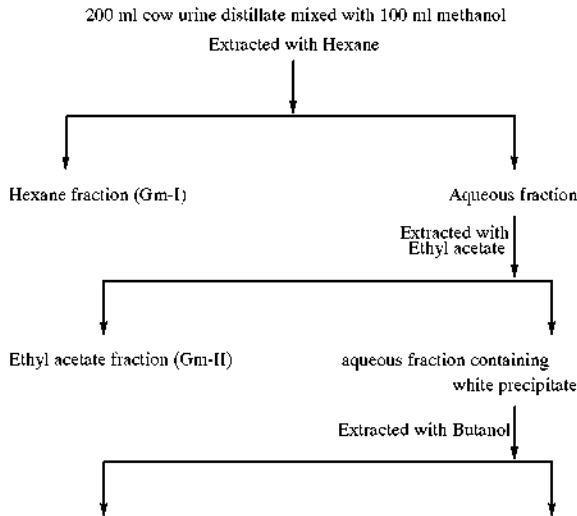 200 ml cow urine distillate mixed with 100 ml methanol
Extracted with Hexane
Hexane fraction (Gm-I)
Aqueous fraction
Extracted with
Ethyl acetate
Ethyl acetate fraction (Gm-II)
aqueous fraction containing
white precipitate
Extracted with Butanol